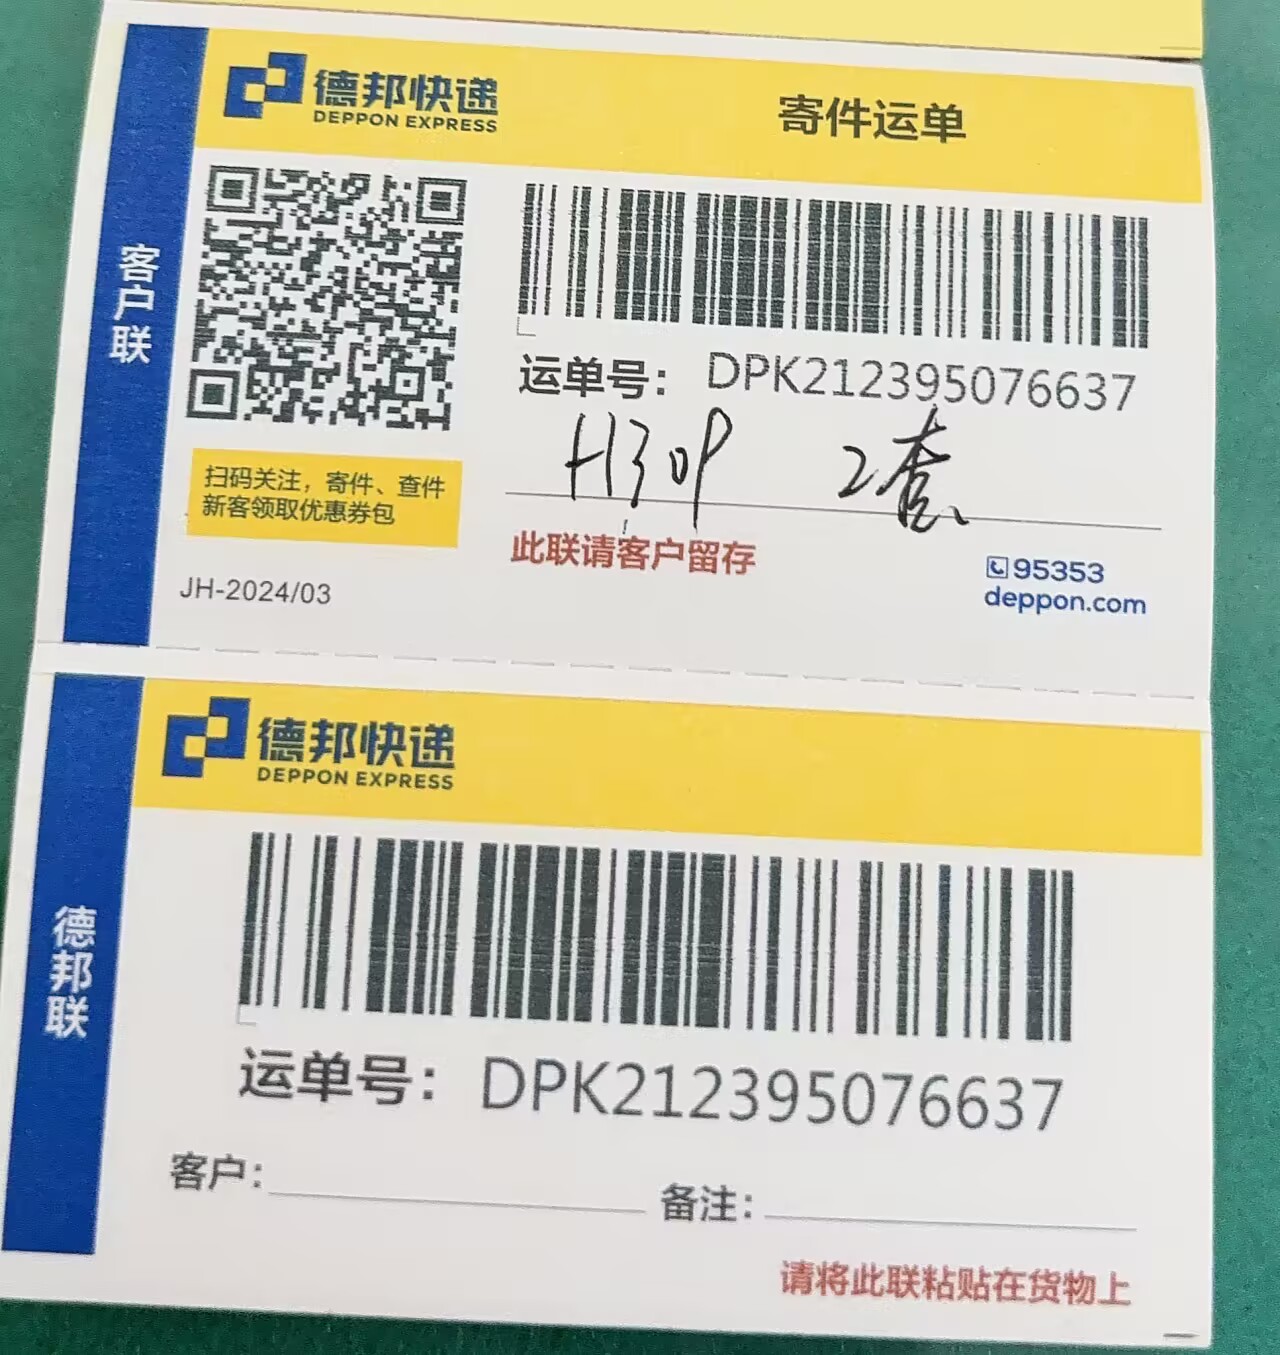 德邦快递
DEPPON EXPRESS
寄件运单
客户联
运单号：DPK212395076637
H30P 2套
扫码关注，寄件、查件
新客领取优惠券包
此联请客户留存
JH-2024/03
95353
deppon.com
德邦快递
DEPPON EXPRESS
德邦联
运单号：DPK212395076637
客户：
备注：
请将此联粘贴在货物上